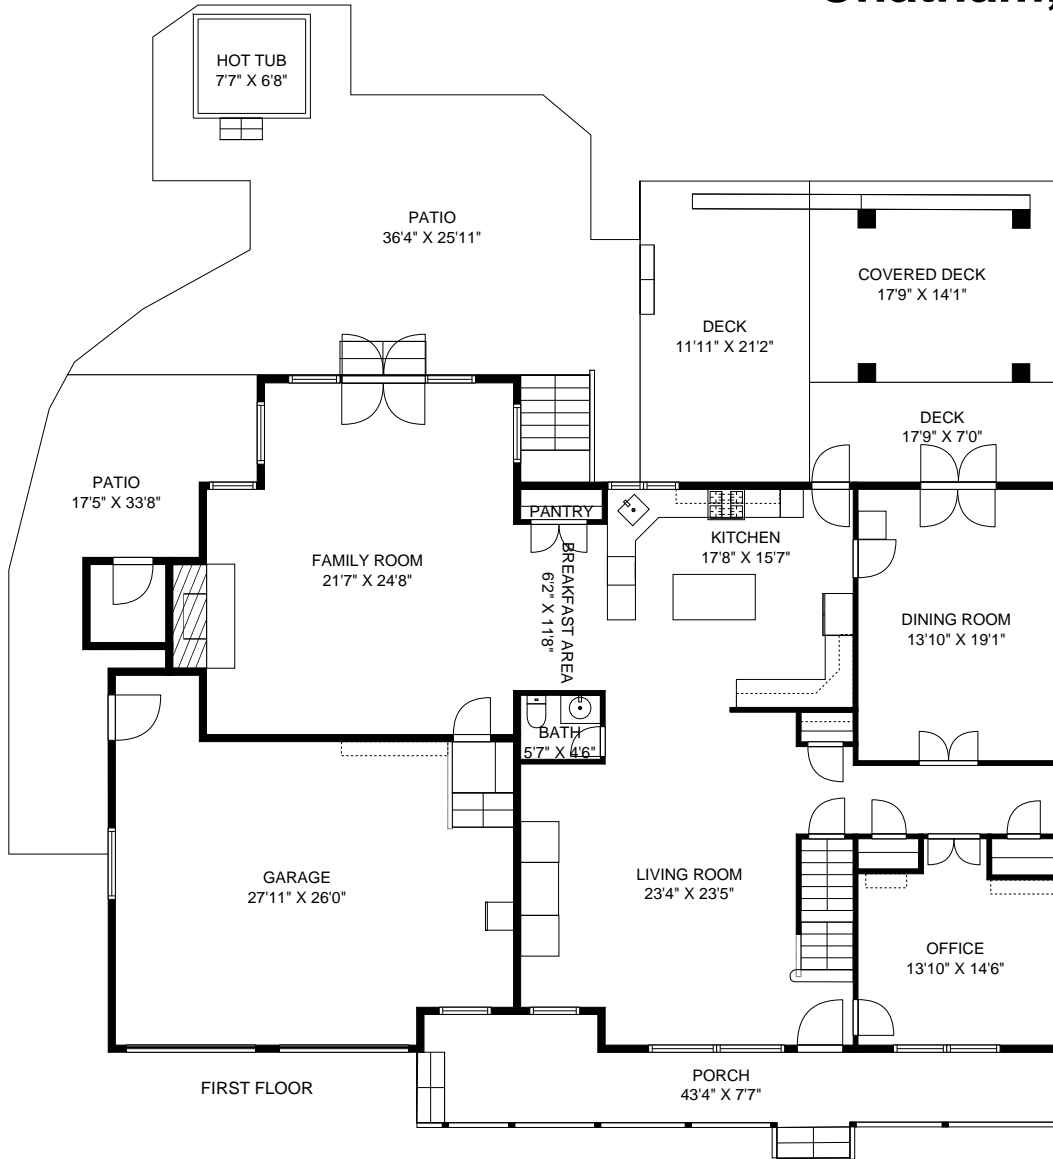 HOT TUB
7'7" X 6'8"
PATIO
36'4" X 25'11"
COVERED DECK
17'9" X 14'1"
DECK
11'11" X 21'2"
DECK
17'9" X 7'0"
PATIO
17'5" X 33'8"
PANTRY
KITCHEN
17'8" X 15'7"
FAMILY ROOM
21'7" X 24'8"
BREAKFAST AREA
6'2" X 11'8"
DINING ROOM
13'10" X 19'1"
BATH
5'7" X 4'6"
GARAGE
27'11" X 26'0"
LIVING ROOM
23'4" X 23'5"
OFFICE
13'10" X 14'6"
PORCH
43'4" X 7'7"
FIRST FLOOR